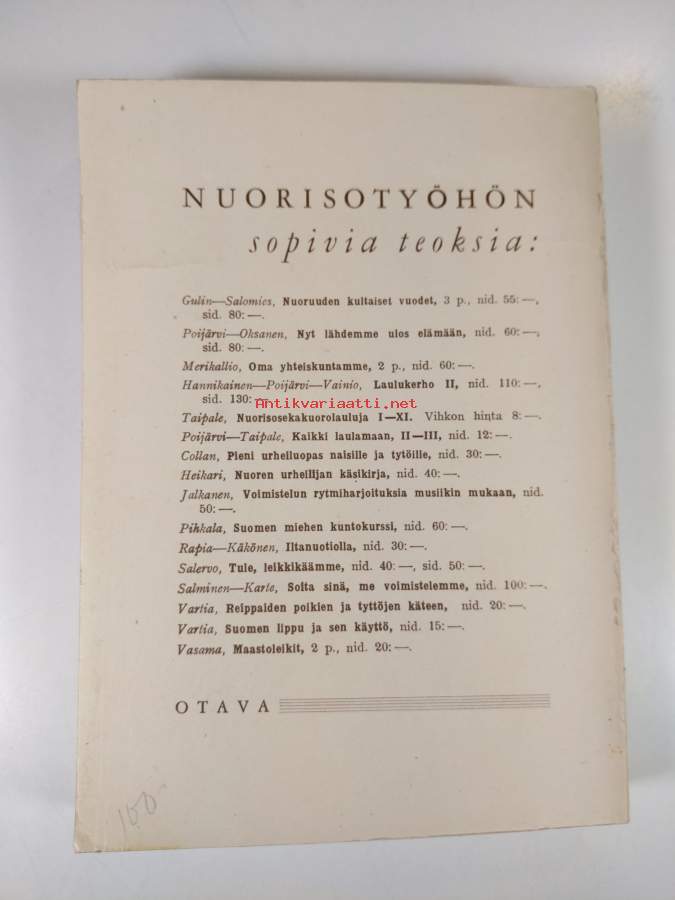 NUORISOTYÖHÖN
sopivia teoksia:
Gulin—Salomies, Nuoruuden kultaiset vuodet, 3 p., nid. 55:—,
sid. 80:—.
Poijärvi—Oksanen, Nyt lähdemme ulos elämään, nid. 60:—,
sid. 80:—.
Merikallio, Oma yhteiskuntamme, 2 p., nid. 60:—.
Hannikainen—Poijärvi—Vainio, Laulukerho II, nid. 110:—,
sid. 130:—.
Antikvariaatti.net
Taipale, Nuorisosekakuorolauluja I—XI. Vihkon hinta 8:—.
Poijärvi—Taipale, Kaikki laulamaan, II—III, nid. 12:—.
Collan, Pieni urheiluopas naisille ja tytöille, nid. 30:—.
Heikari, Nuoren urheilijan käsikirja, nid. 40:—.
Jalkanen, Voimistelun rytmiharjoituksia musiikin mukaan, nid.
50:—.
Pihkala, Suomen miehen kuntokurssi, nid. 60:—.
Rapia—Käkönen, Iltanuotiolla, nid. 30:—.
Salervo, Tule, leikkikäämme, nid. 40:—, sid. 50:—.
Salminen—Karte, Soita sinä, me voimistelemme, nid. 100:—.
Vartia, Reippaiden poikien ja tyttöjen käteen, nid. 20:—.
Vartia, Suomen lippu ja sen käyttö, nid. 15:—.
Vasama, Maastoleikit, 2 p., nid. 20:—.
OTAVA
100